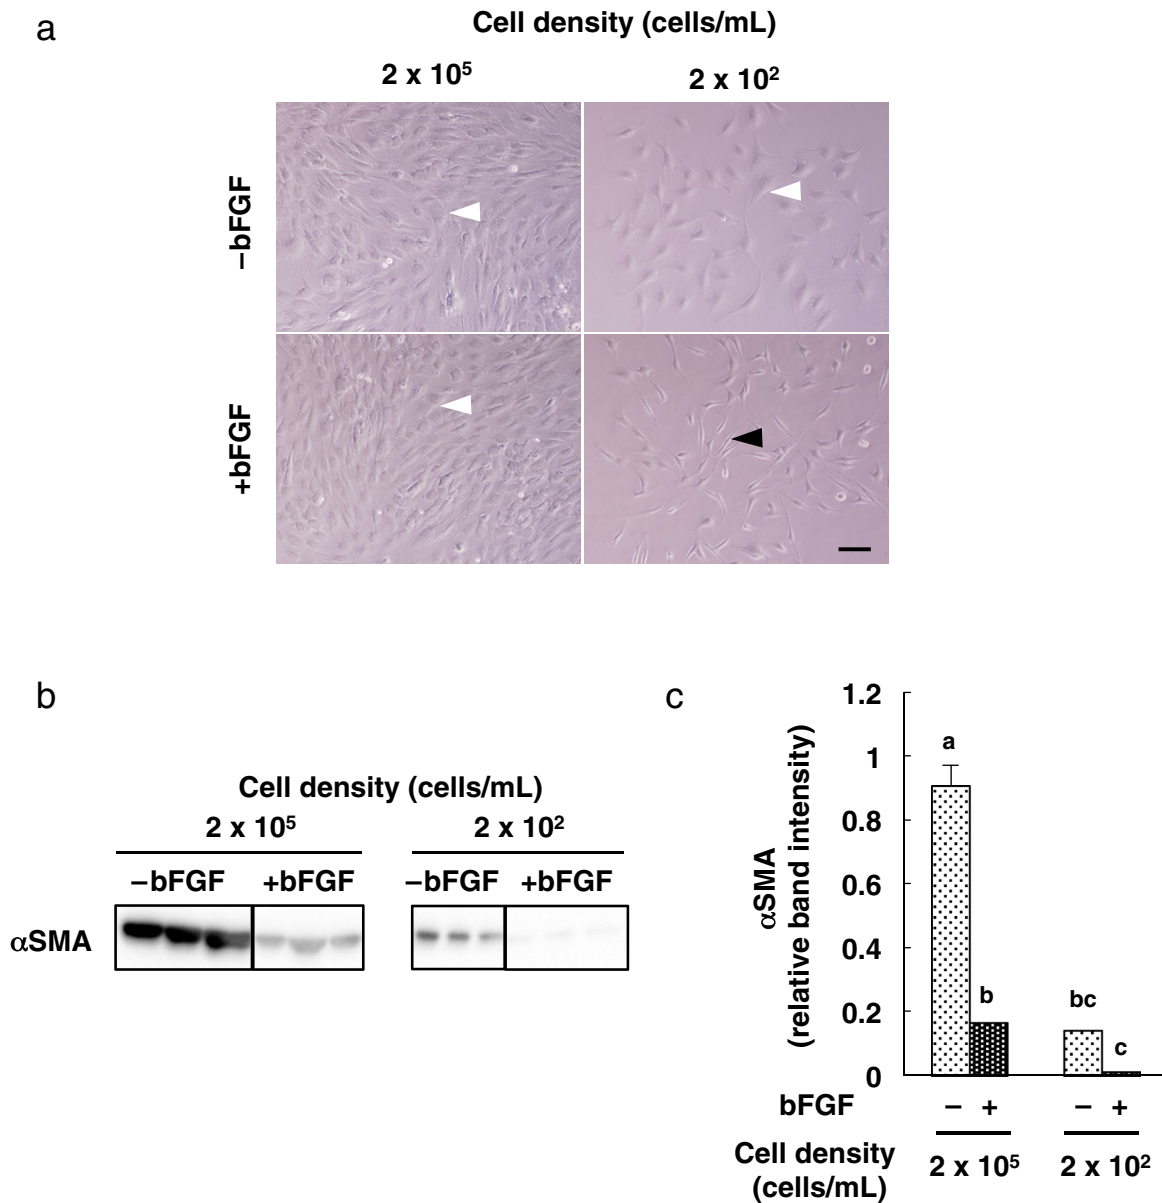 a
Cell density (cells/mL)
2 x 10⁵ 2 x 10²
–bFGF
+bFGF
b
Cell density (cells/mL)
2 x 10⁵ 2 x 10²
–bFGF +bFGF –bFGF +bFGF
αSMA
c
αSMA
(relative band intensity)
1.2
1
0.8
0.6
0.4
0.2
0
a
b
bc
c
bFGF – + – +
Cell density
(cells/mL)
2 x 10⁵ 2 x 10²